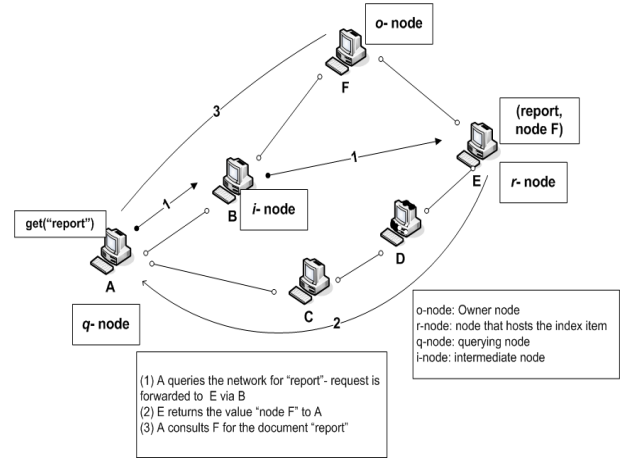 o- node
F
3
(report,
node F)
1
E
r- node
B
i- node
1
get("report")
A
q- node
D
C
2
o-node: Owner node
r-node: node that hosts the index item
q-node: querying node
i-node: intermediate node
(1) A queries the network for "report"- request is
forwarded to E via B
(2) E returns the value "node F" to A
(3) A consults F for the document "report"